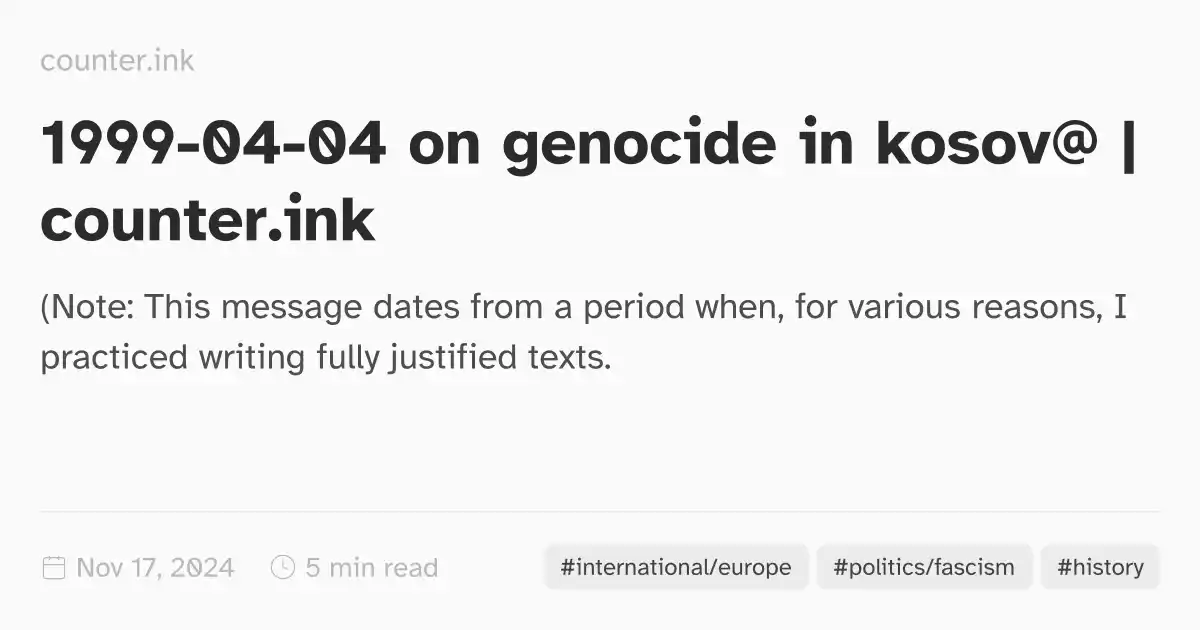 counter.ink
1999-04-04 on genocide in kosov@ |
counter.ink
(Note: This message dates from a period when, for various reasons, I
practiced writing fully justified texts.
Nov 17, 2024 5 min read #international/europe #politics/fascism #history